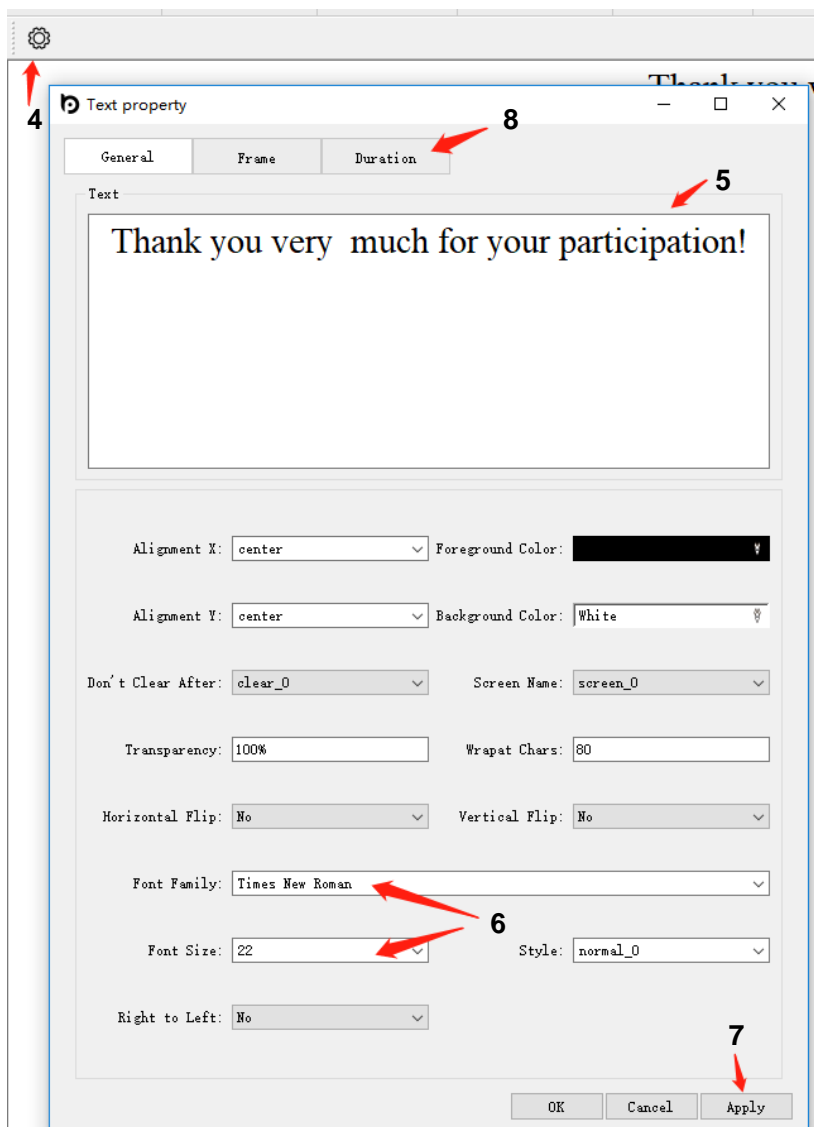 Thank you v
4
Text property
8
General Frame Duration
5
Text
Thank you very  much for your participation!
Alignment X: center Foreground Color:
Alignment Y: center Background Color: White
Don't Clear After: clear_0 Screen Name: screen_0
Transparency: 100% Wrapat Chars: 80
Horizontal Flip: No Vertical Flip: No
Font Family: Times New Roman
6
Font Size: 22 Style: normal_0
Right to Left: No
7
OK Cancel Apply